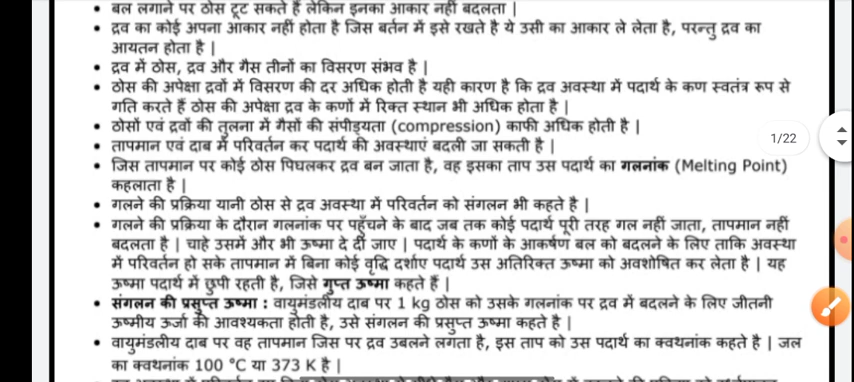 बल लगाने पर ठोस टूट सकते हैं लेकिन इनका आकार नहीं बदलता |
द्रव का कोई अपना आकार नहीं होता है जिस बर्तन में इसे रखते है ये उसी का आकार ले लेता है, परन्तु द्रव का
आयतन होता है |
द्रव में ठोस, द्रव और गैस तीनों का विसरण संभव है |
ठोस की अपेक्षा द्रवों में विसरण की दर अधिक होती है यही कारण है कि द्रव अवस्था में पदार्थ के कण स्वतंत्र रूप से
गति करते हैं ठोस की अपेक्षा द्रव के कणों में रिक्त स्थान भी अधिक होता है |
ठोसों एवं द्रवों की तुलना में गैसों की संपीड्यता (compression) काफी अधिक होती है |
1/22
तापमान एवं दाब में परिवर्तन कर पदार्थ की अवस्थाएं बदली जा सकती है |
जिस तापमान पर कोई ठोस पिघलकर द्रव बन जाता है, वह इसका ताप उस पदार्थ का गलनांक (Melting Point)
कहलाता है |
गलने की प्रक्रिया यानी ठोस से द्रव अवस्था में परिवर्तन को संगलन भी कहते है |
गलने की प्रक्रिया के दौरान गलनांक पर पहुँचने के बाद जब तक कोई पदार्थ पूरी तरह गल नहीं जाता, तापमान नहीं
बदलता है | चाहे उसमें और भी ऊष्मा दे दीं जाए | पदार्थ के कणों के आकर्षण बल को बदलने के लिए ताकि अवस्था
में परिवर्तन हो सके तापमान में बिना कोई वृद्धि दर्शाए पदार्थ उस अतिरिक्त ऊष्मा को अवशोषित कर लेता है | यह
ऊष्मा पदार्थ में छुपी रहती है, जिसे गुप्त ऊष्मा कहते हैं |
संगलन की प्रसुप्त ऊष्मा : वायुमंडलीय दाब पर 1 kg ठोस को उसके गलनांक पर द्रव में बदलने के लिए जीतनी
ऊष्मीय ऊर्जा की आवश्यकता होती है, उसे संगलन की प्रसुप्त ऊष्मा कहते है |
वायुमंडलीय दाब पर वह तापमान जिस पर द्रव उबलने लगता है, इस ताप को उस पदार्थ का क्वथनांक कहते है | जल
का क्वथनांक 100 °C या 373 K है |